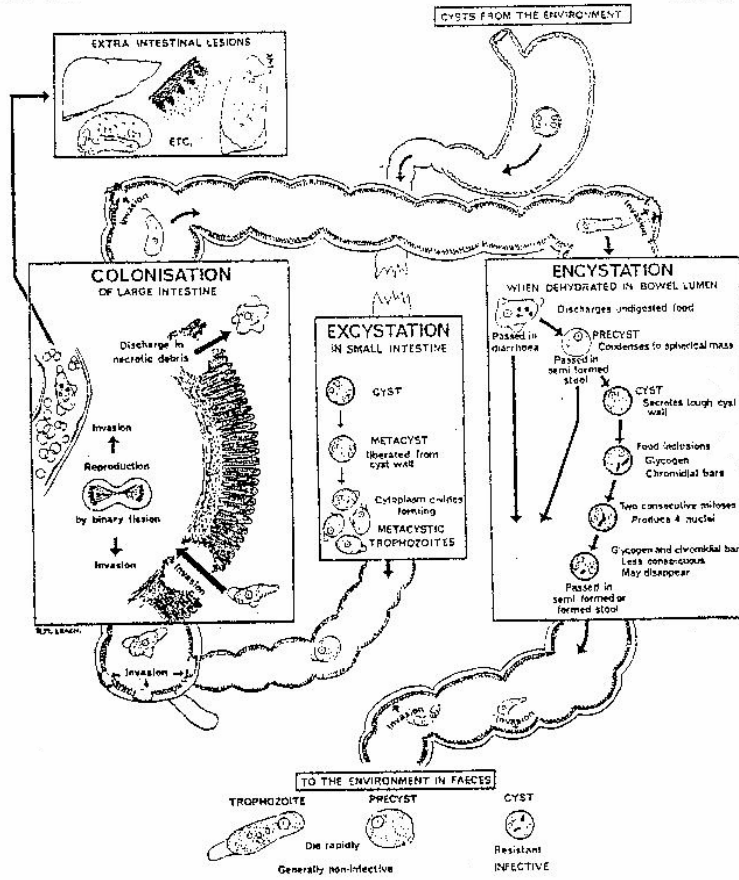 CYSTS FROM THE ENVIRONMENT
EXTRA INTESTINAL LESIONS
ETC.
Invasion
Invasion
COLONISATION
OF LARGE INTESTINE
Discharge in
necrotic debris
Invasion
Reproduction
by binary fission
Invasion
Invasion
EXCYSTATION
IN SMALL INTESTINE
CYST
METACYST
liberated from
cyst wall
Cytoplasm divides
forming
METACYSTIC
TROPHOZOITES
ENCYSTATION
WHEN DEHYDRATED IN BOWEL LUMEN
Discharges undigested food
Passed in
diarrhoea
PRECYST
Condenses to spherical mass
Passed in
semi formed
stool
CYST
Secretes tough cyst
wall
Food inclusions
Glycogen
Chromidial bars
Two consecutive mitoses
Produce 4 nuclei
Glycogen and chromidial bar
Less conspicuous
May disappear
Passed in
semi formed or
formed stool
Invasion
Invasion
Invasion
TO THE ENVIRONMENT IN FAECES
TROPHOZOITE
PRECYST
CYST
Die rapidly
Resistant
Generally non-infective
INFECTIVE